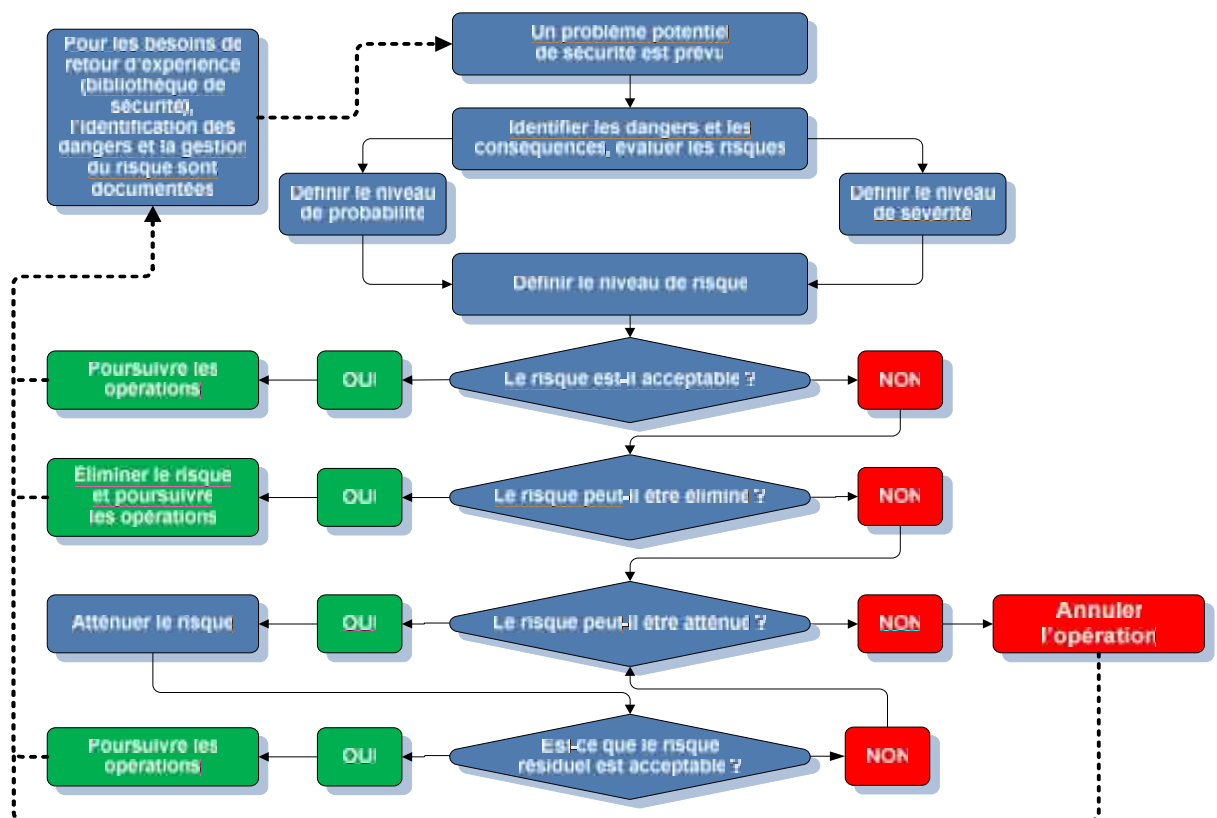 Pour les besoins de
retour d'expérience
(bibliothèque de
sécurité),
l'identification des
dangers et la gestion
du risque sont
documentées
Un problème potentiel
de sécurité est prévu
Identifier les dangers et les
conséquences, évaluer les risques
Définir le niveau
de probabilité
Définir le niveau
de sévérité
Définir le niveau de risque
Poursuivre les
opérations
OUI
Le risque est-il acceptable ?
NON
Éliminer le risque
et poursuivre
les opérations
OUI
Le risque peut-il être éliminé ?
NON
Atténuer le risque
OUI
Le risque peut-il être atténué ?
NON
Annuler
l'opération
Poursuivre les
opérations
OUI
Est-ce que le risque
résiduel est acceptable ?
NON